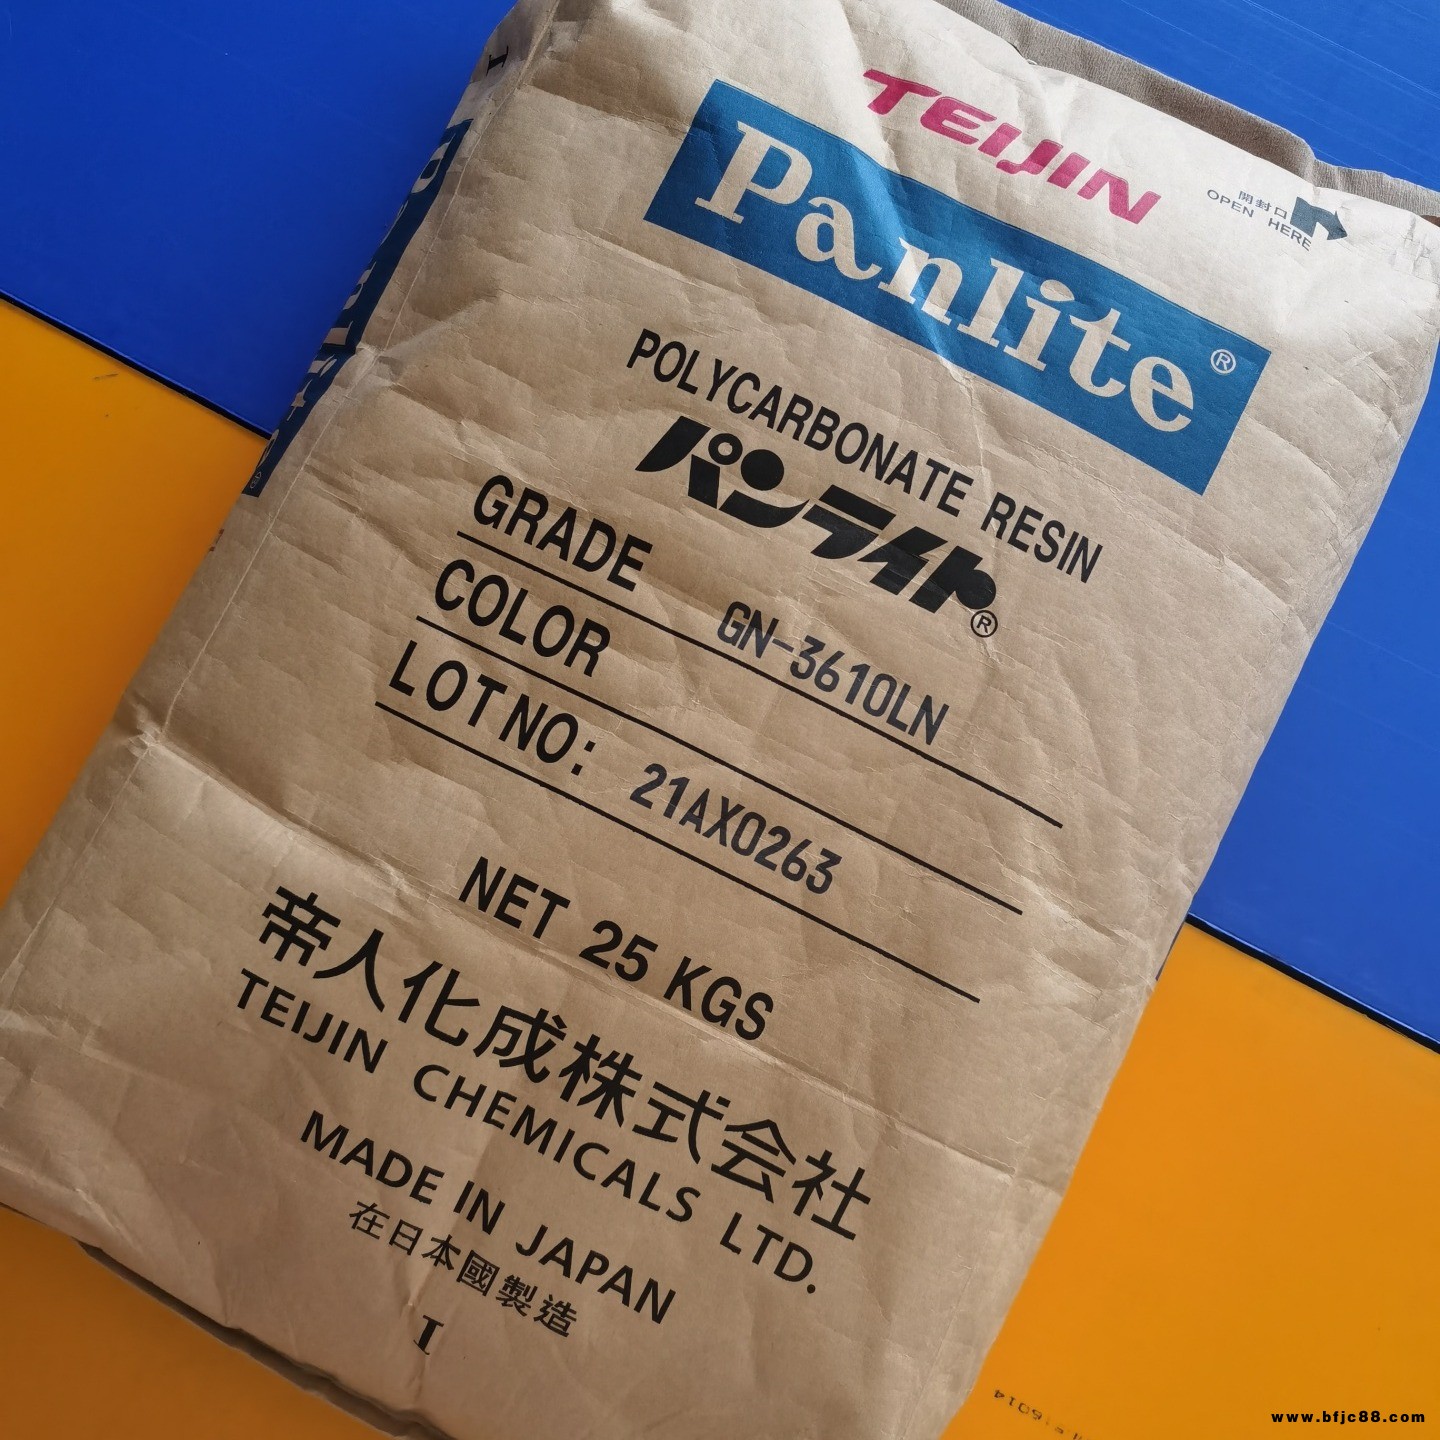 TEIJIN
開封口
OPEN HERE
Panlite®
POLYCARBONATE RESIN
パンライト®
GRADE GN-3610LN
COLOR
LOT NO: 21AX0263
NET 25 KGS
帝人化成株式会社
TEIJIN CHEMICALS LTD.
MADE IN JAPAN
在日本國製造
I
www.bfjc88.com